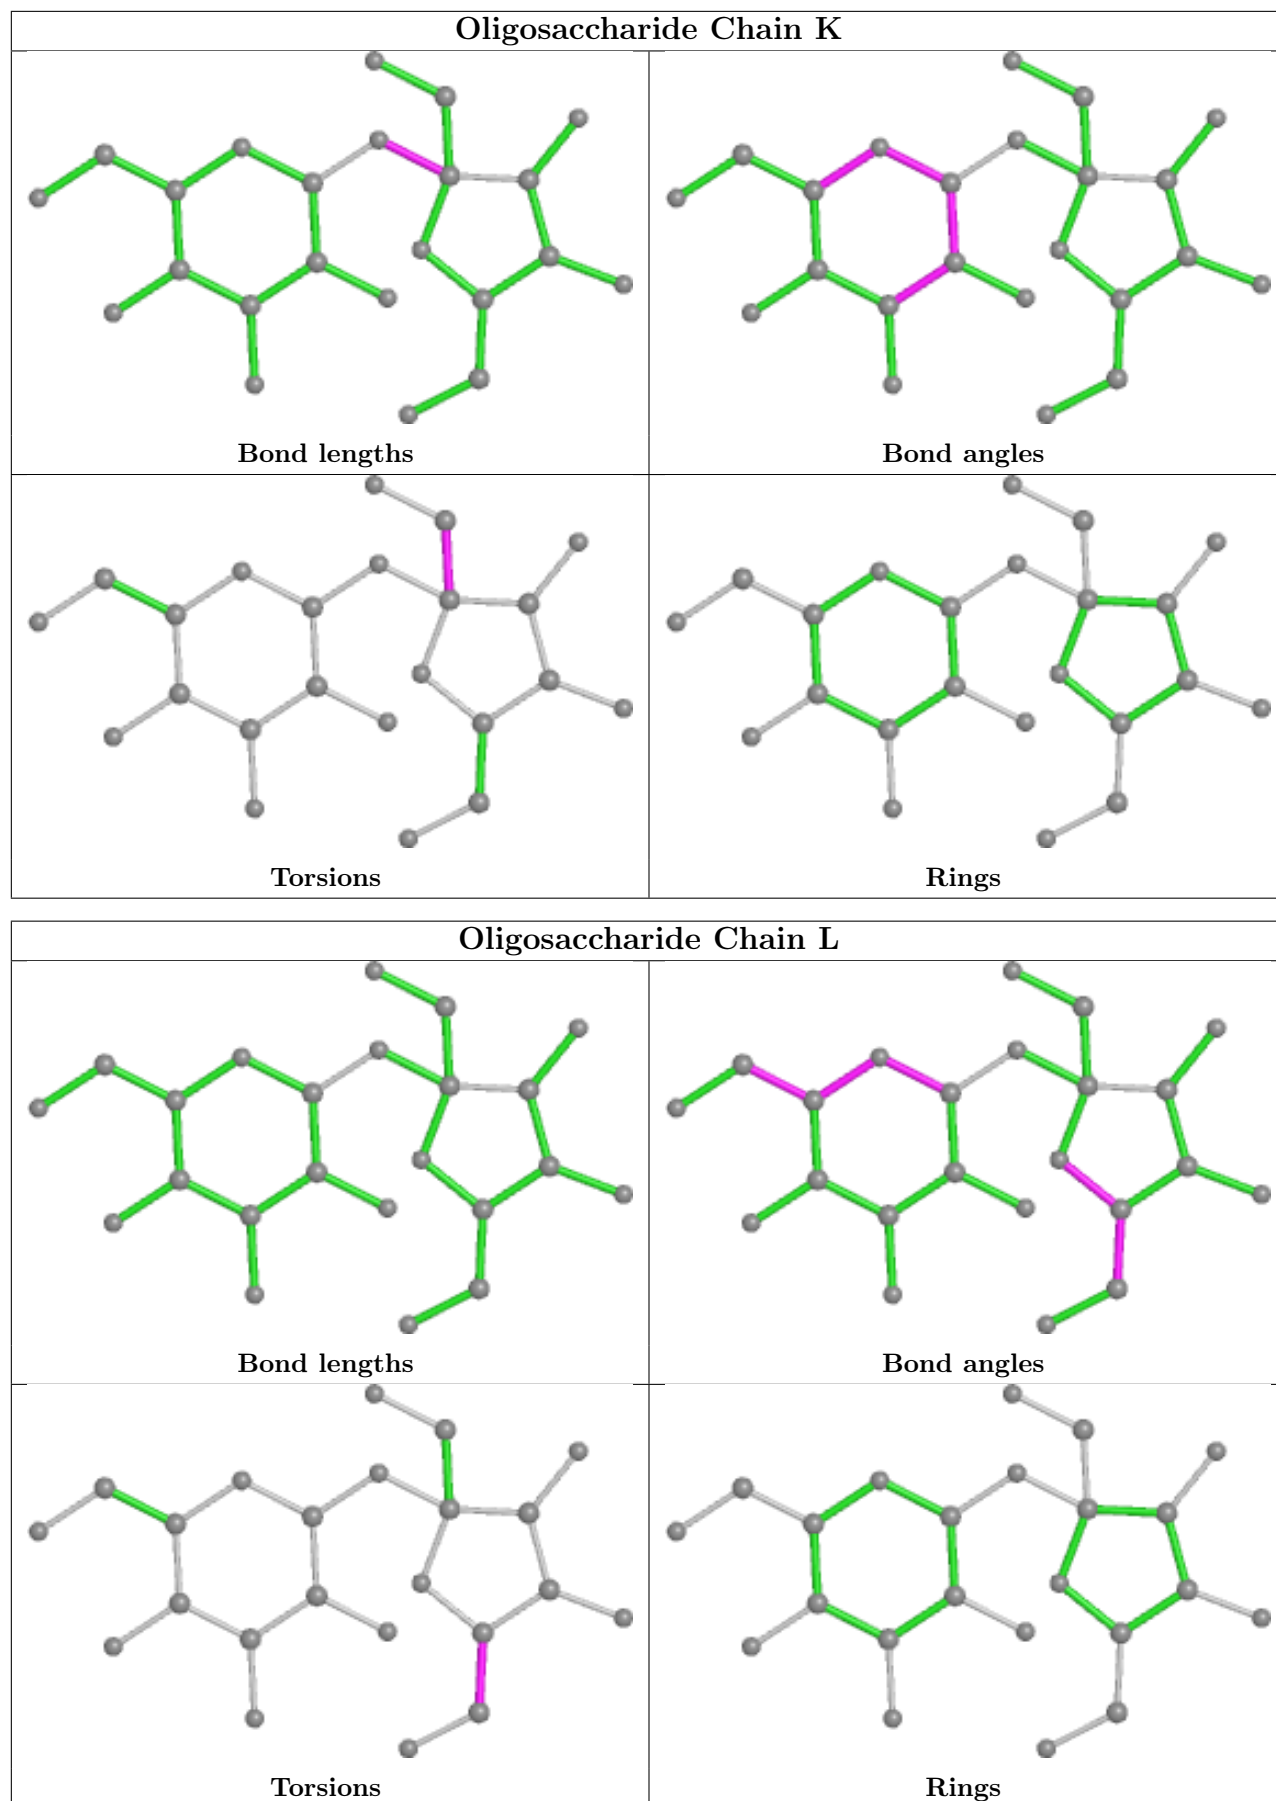 Oligosaccharide Chain K
Bond lengths
Bond angles
Torsions
Rings
Oligosaccharide Chain L
Bond lengths
Bond angles
Torsions
Rings